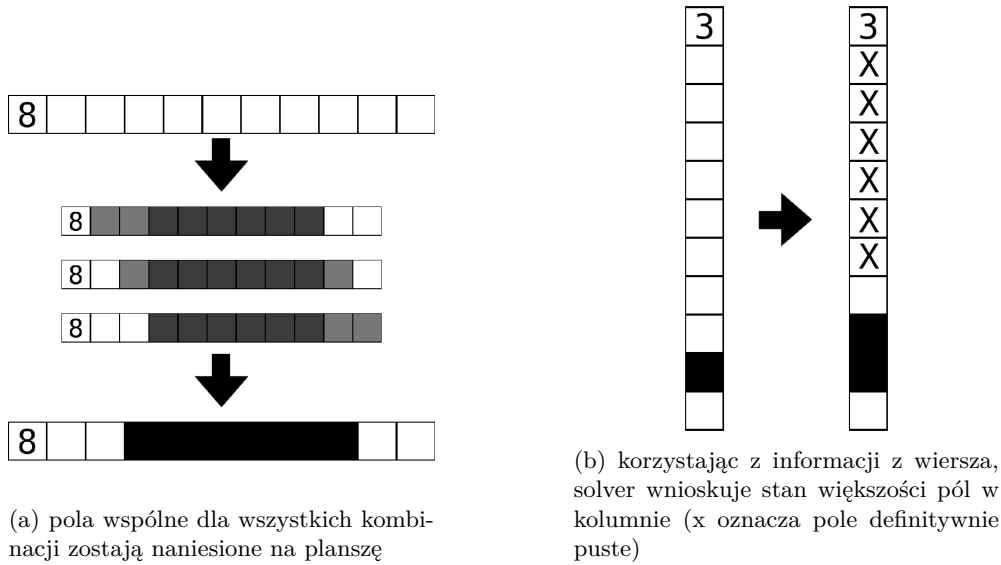 8
8
8
8
8
(a) pola wspólne dla wszystkich kombi-
nacji zostają naniesione na planszę
3
3
X
X
X
X
X
X
(b) korzystając z informacji z wiersza,
solver wnioskuje stan większości pól w
kolumnie (x oznacza pole definitywnie
puste)